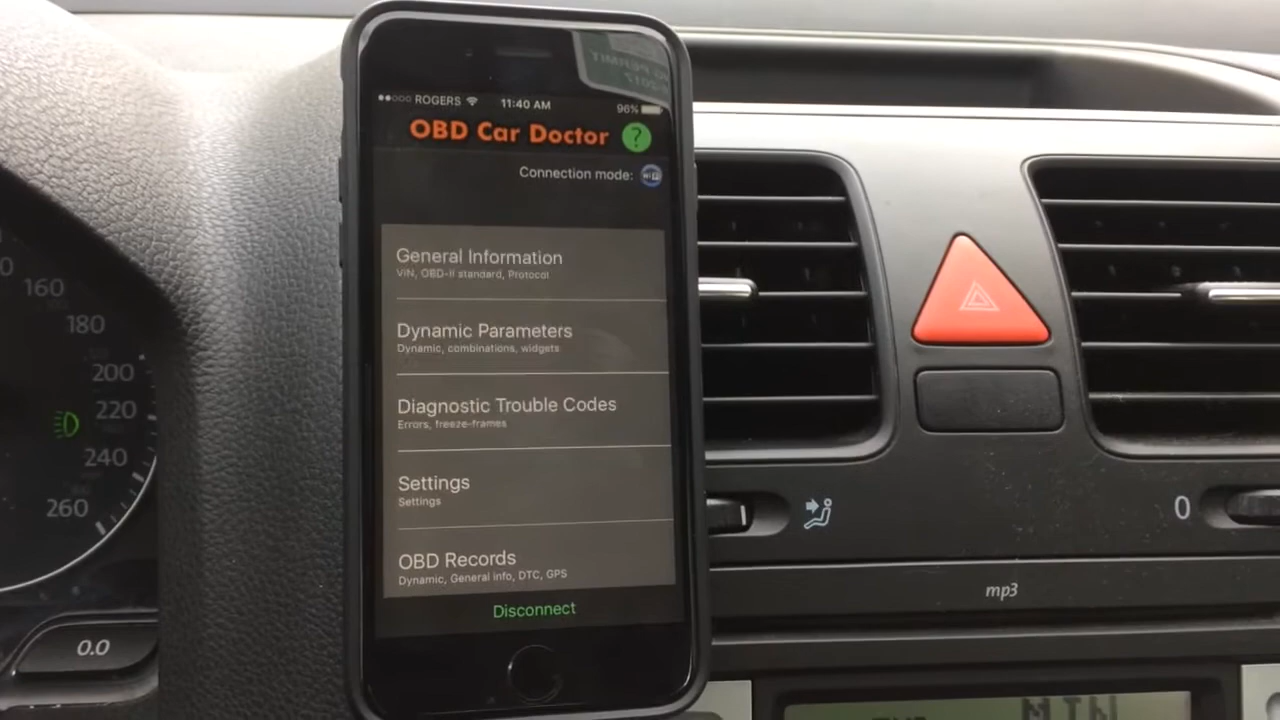 ROGERS 11:40 AM 96%
OBD Car Doctor ?
Connection mode:
General Information
VIN, OBD-II standard, Protocol
Dynamic Parameters
Dynamic, combinations, widgets
Diagnostic Trouble Codes
Errors, freeze-frames
Settings
Settings
OBD Records
Dynamic, General info, DTC, GPS
Disconnect
160
180
200
220
240
260
0.0
0
mp3